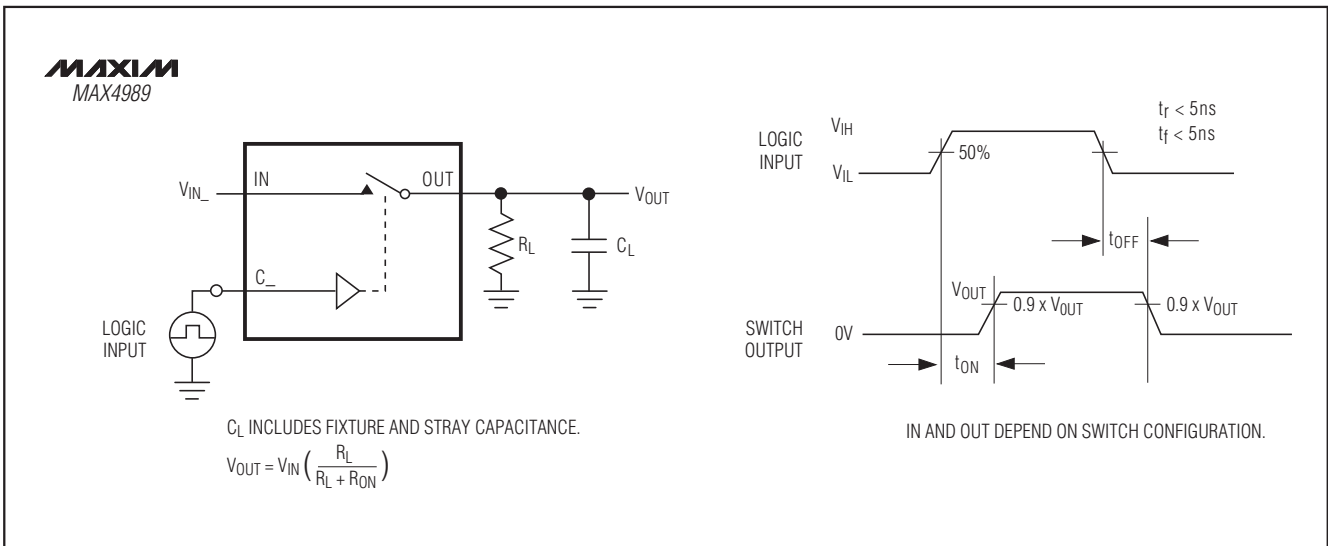 MAXIM
MAX4989
V_IN_
IN
OUT
V_OUT
R_L
C_L
C_
LOGIC
INPUT
C_L INCLUDES FIXTURE AND STRAY CAPACITANCE.
V_OUT = V_IN ( R_L / R_L + R_ON )
LOGIC
INPUT
V_IH
V_IL
50%
t_r < 5ns
t_f < 5ns
t_OFF
SWITCH
OUTPUT
V_OUT
0V
0.9 x V_OUT
0.9 x V_OUT
t_ON
IN AND OUT DEPEND ON SWITCH CONFIGURATION.